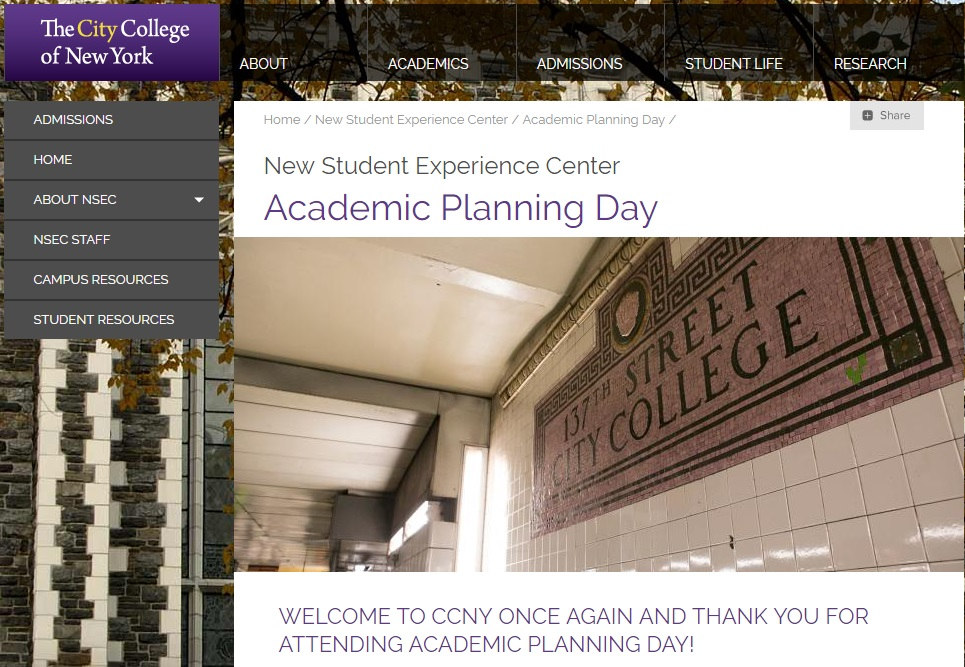 The City College
of New York
ABOUT
ACADEMICS
ADMISSIONS
STUDENT LIFE
RESEARCH
ADMISSIONS
HOME
ABOUT NSEC
NSEC STAFF
CAMPUS RESOURCES
STUDENT RESOURCES
Home / New Student Experience Center / Academic Planning Day /
Share
New Student Experience Center
Academic Planning Day
137TH STREET
CITY COLLEGE
WELCOME TO CCNY ONCE AGAIN AND THANK YOU FOR
ATTENDING ACADEMIC PLANNING DAY!